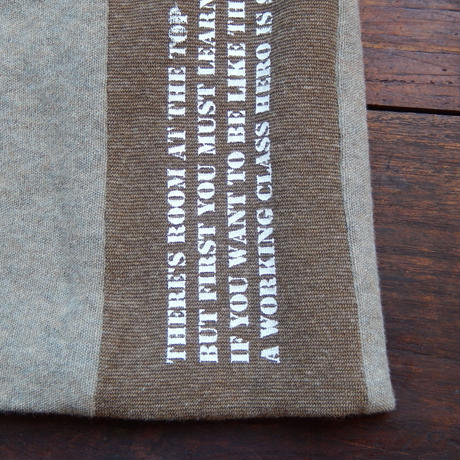 THERE'S ROOM AT THE TOP
BUT FIRST YOU MUST LEARN
IF YOU WANT TO BE LIKE TH
A WORKING CLASS HERO IS S